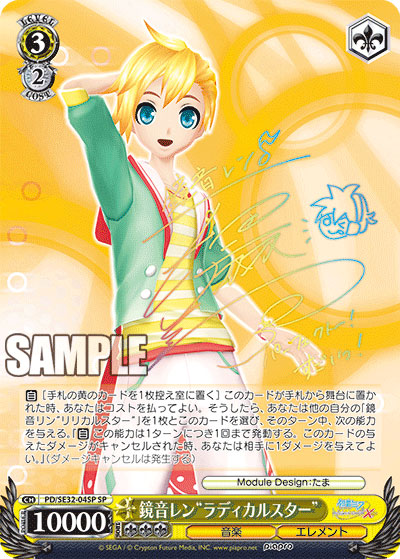 LEVEL
3
2
COST
鏡音レン
SAMPLE
自［手札の黄のカードを1枚控え室に置く］このカードが手札から舞台に置か
れた時、あなたはコストを払ってよい。そうしたら、あなたは他の自分の「鏡
音リン“リリカルスター”」を1枚とこのカードを選び、そのターン中、次の能力
を与える。『自 この能力は1ターンにつき1回まで発動する。このカードの与
えたダメージがキャンセルされた時、あなたは相手に1ダメージを与えてよ
い。』（ダメージキャンセルは発生する）
Module Design:たま
CH PD/SE32-045P SP
10000
鏡音レン“ラディカルスター”
音楽 エレメント
© SEGA / © Crypton Future Media, INC. www.piapro.net piapro